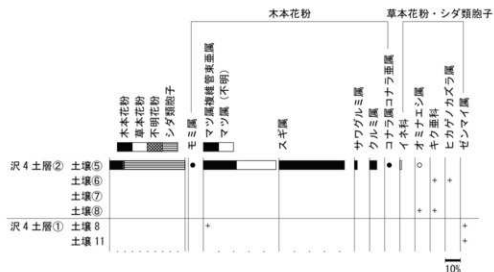 木本花粉
草本花粉・シダ類胞子
木本花粉
草本花粉
不明花粉
シダ類胞子
モミ属
マツ属複維管束亜属
マツ属（不明）
スギ属
サワグルミ属
クルミ属
コナラ属コナラ亜属
イネ科
オミナエシ属
キク亜科
ヒカゲノカズラ属
ゼンマイ属
沢４土層② 土壌⑤
土壌⑥
土壌⑦
土壌⑧
沢４土層① 土壌 8
土壌 11
10%